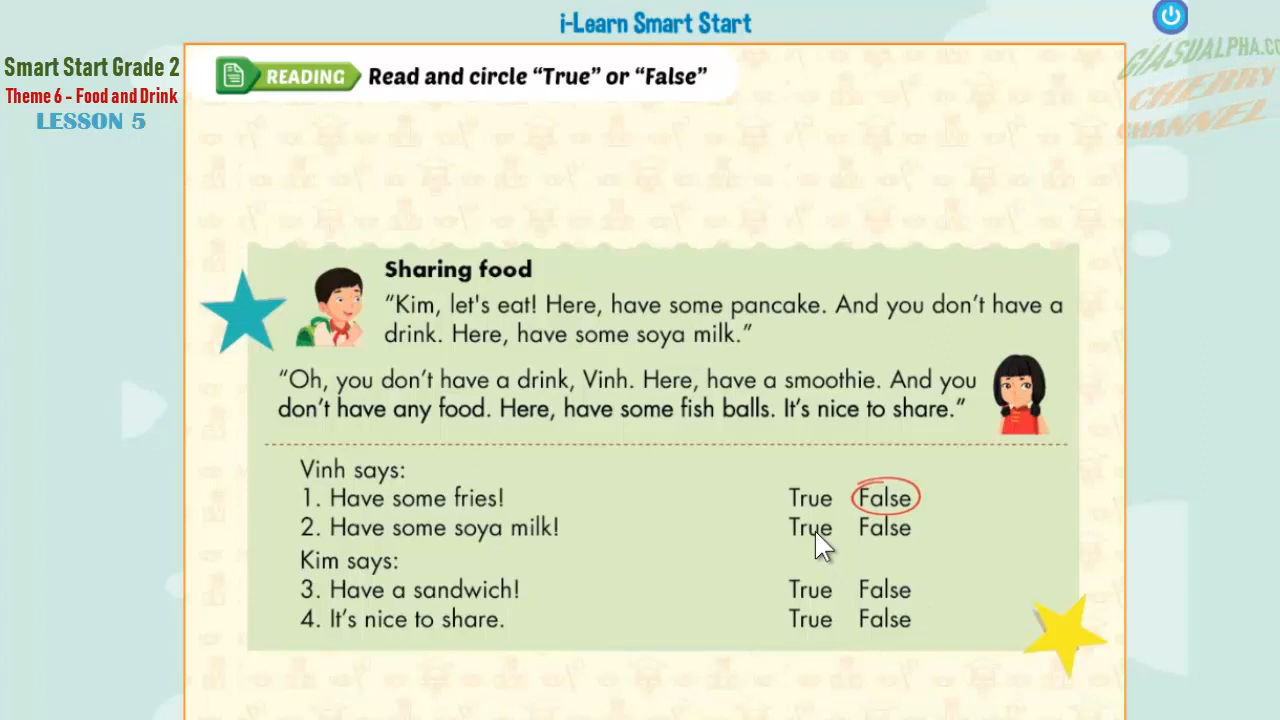 i-Learn Smart Start
Smart Start Grade 2
Theme 6 - Food and Drink
LESSON 5
GIASUALPHA.CO
CHERRY
CHANNEL
READING Read and circle “True” or “False”
Sharing food
“Kim, let's eat! Here, have some pancake. And you don’t have a
drink. Here, have some soya milk.”
“Oh, you don’t have a drink, Vinh. Here, have a smoothie. And you
don’t have any food. Here, have some fish balls. It’s nice to share.”
Vinh says:
1. Have some fries! True False
2. Have some soya milk! True False
Kim says:
3. Have a sandwich! True False
4. It’s nice to share. True False